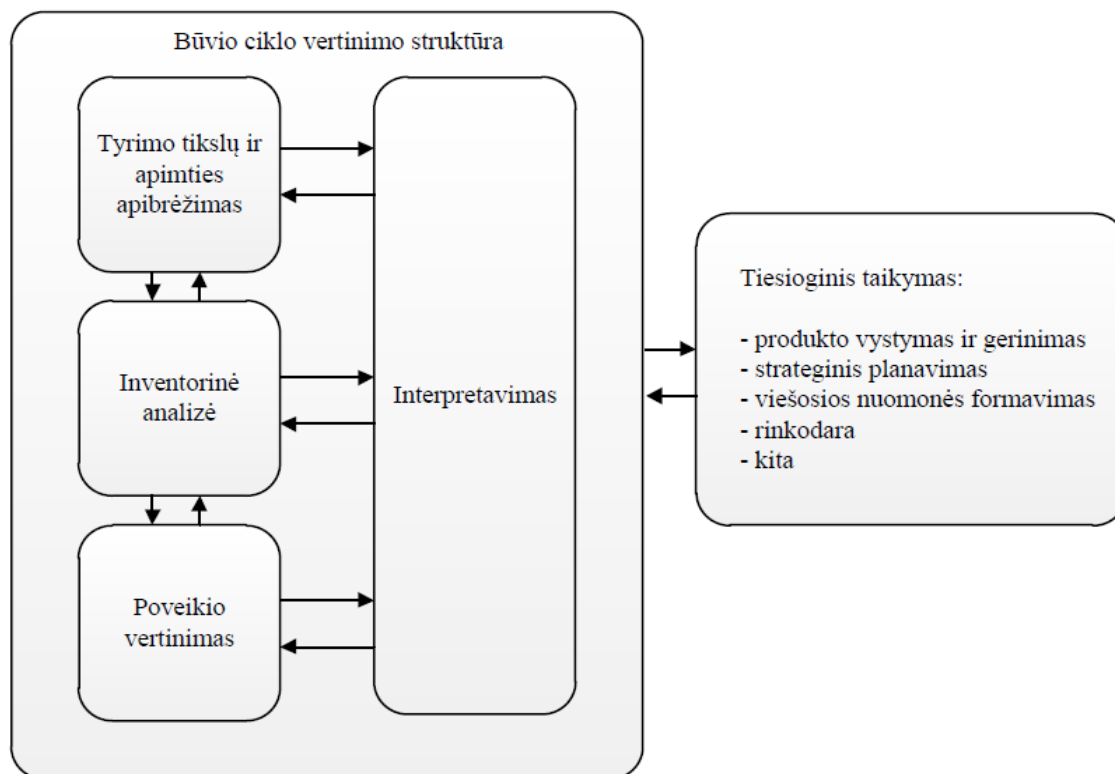 Būvio ciklo vertinimo struktūra
Tyrimo tikslų ir
apimties
apibrėžimas
Inventorinė
analizė
Poveikio
vertinimas
Interpretavimas
Tiesioginis taikymas:
- produkto vystymas ir gerinimas
- strateginis planavimas
- viešosios nuomonės formavimas
- rinkodara
- kita